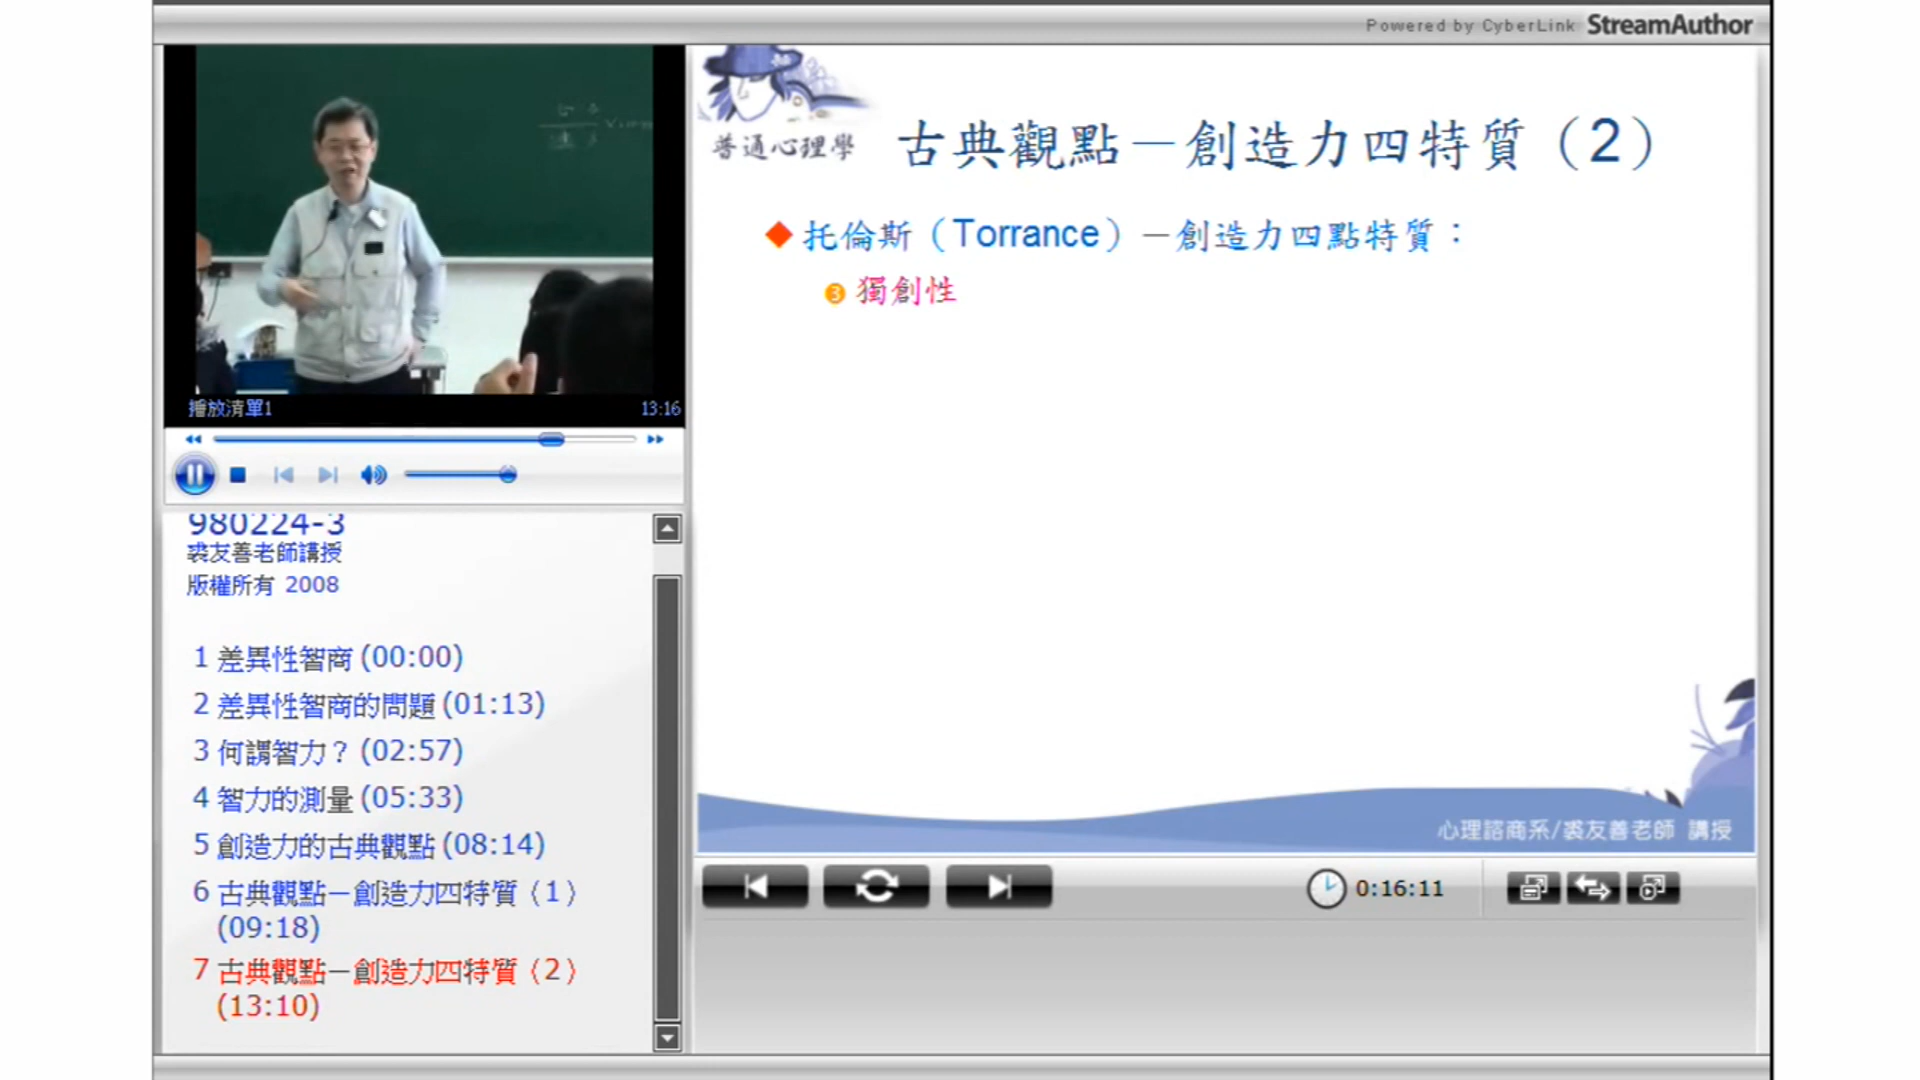 Powered by CyberLink StreamAuthor
播放清單1
13:16
980224-3
裘友善老師講授
版權所有 2008
1 差異性智商 (00:00)
2 差異性智商的問題 (01:13)
3 何謂智力？ (02:57)
4 智力的測量 (05:33)
5 創造力的古典觀點 (08:14)
6 古典觀點－創造力四特質（1）
(09:18)
7 古典觀點－創造力四特質（2）
(13:10)
普通心理學
古典觀點－創造力四特質（2）
托倫斯（Torrance）－創造力四點特質：
3 獨創性
心理諮商系/裘友善老師 講授
0:16:11